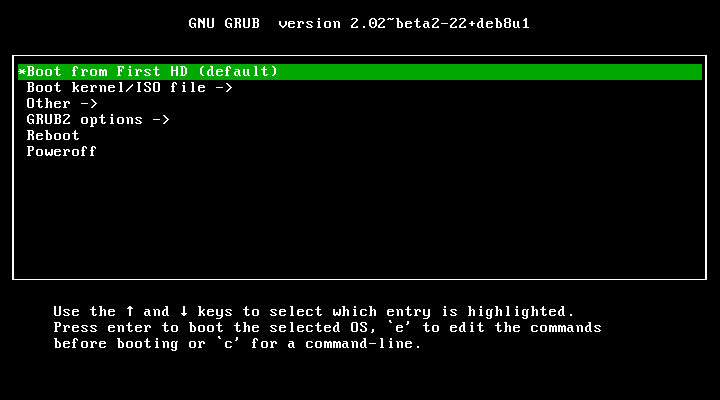 GNU GRUB  version 2.02~beta2-22+deb8u1
*Boot from First HD (default)
Boot kernel/ISO file ->
Other ->
GRUB2 options ->
Reboot
Poweroff
Use the ↑ and ↓ keys to select which entry is highlighted.
Press enter to boot the selected OS, `e' to edit the commands
before booting or `c' for a command-line.